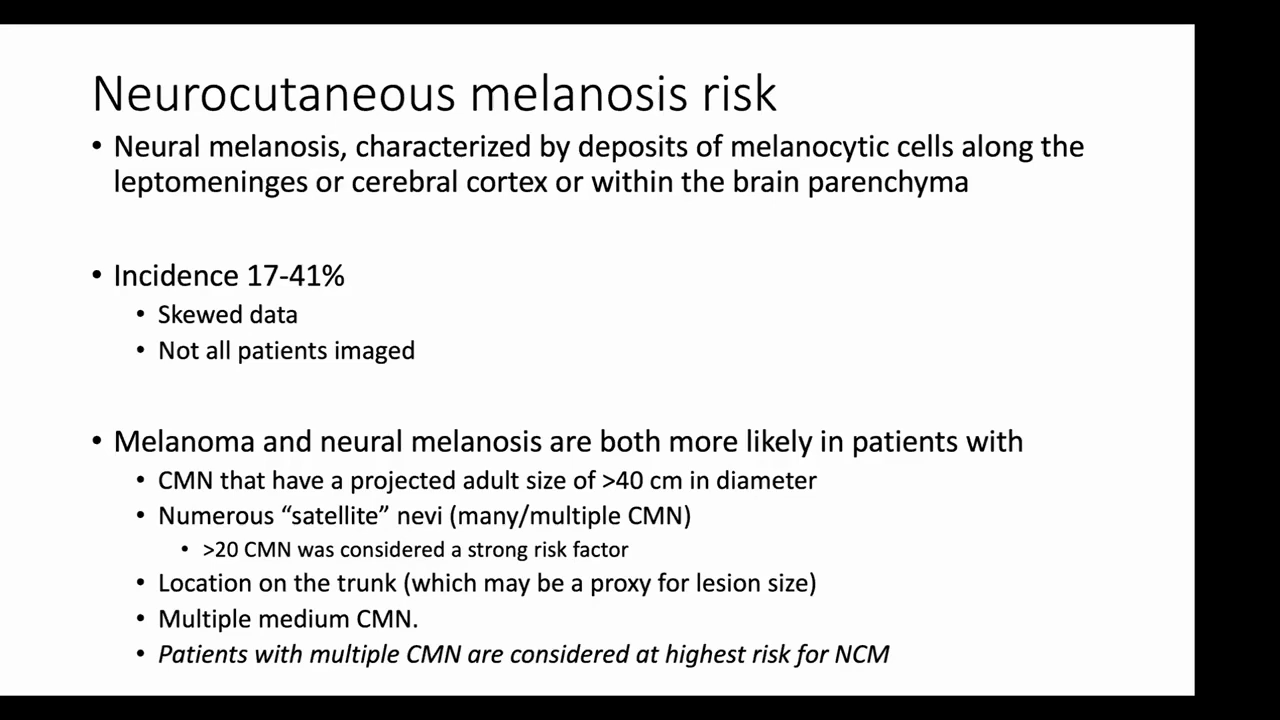 Neurocutaneous melanosis risk
• Neural melanosis, characterized by deposits of melanocytic cells along the
leptomeninges or cerebral cortex or within the brain parenchyma
• Incidence 17-41%
• Skewed data
• Not all patients imaged
• Melanoma and neural melanosis are both more likely in patients with
• CMN that have a projected adult size of >40 cm in diameter
• Numerous “satellite” nevi (many/multiple CMN)
• >20 CMN was considered a strong risk factor
• Location on the trunk (which may be a proxy for lesion size)
• Multiple medium CMN.
• Patients with multiple CMN are considered at highest risk for NCM